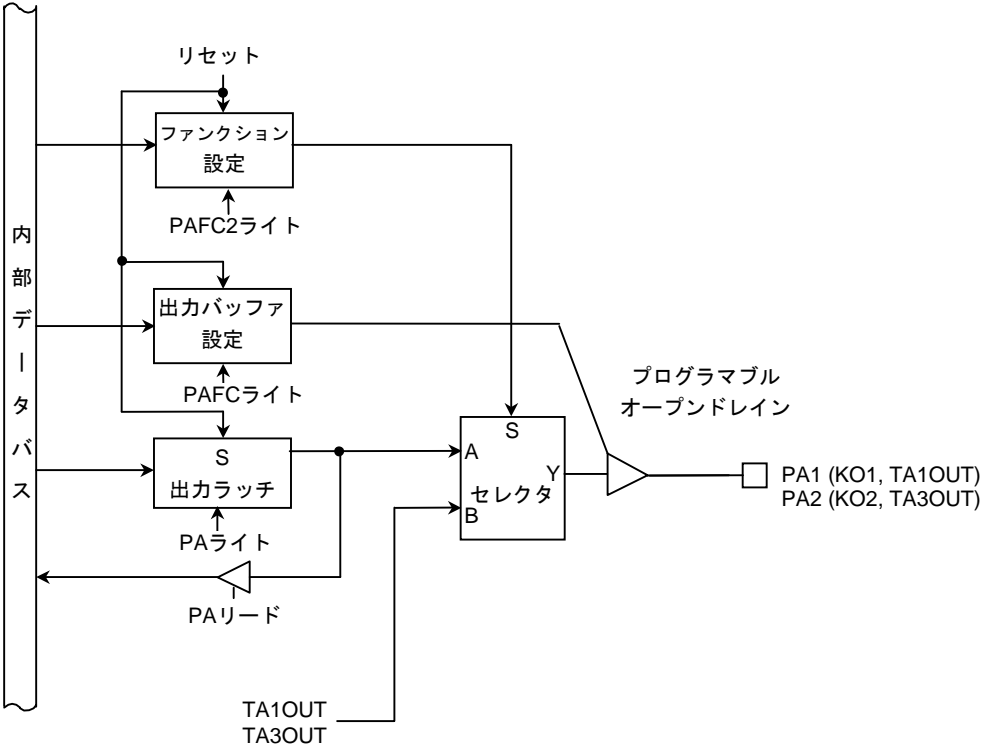 リセット
ファンクション
設定
PAFC2ライト
内部データバス
出力バッファ
設定
PAFCライト
プログラマブル
オープンドレイン
S
出力ラッチ
PAライト
PAリード
S
A
Y
セレクタ
B
PA1 (KO1, TA1OUT)
PA2 (KO2, TA3OUT)
TA1OUT
TA3OUT